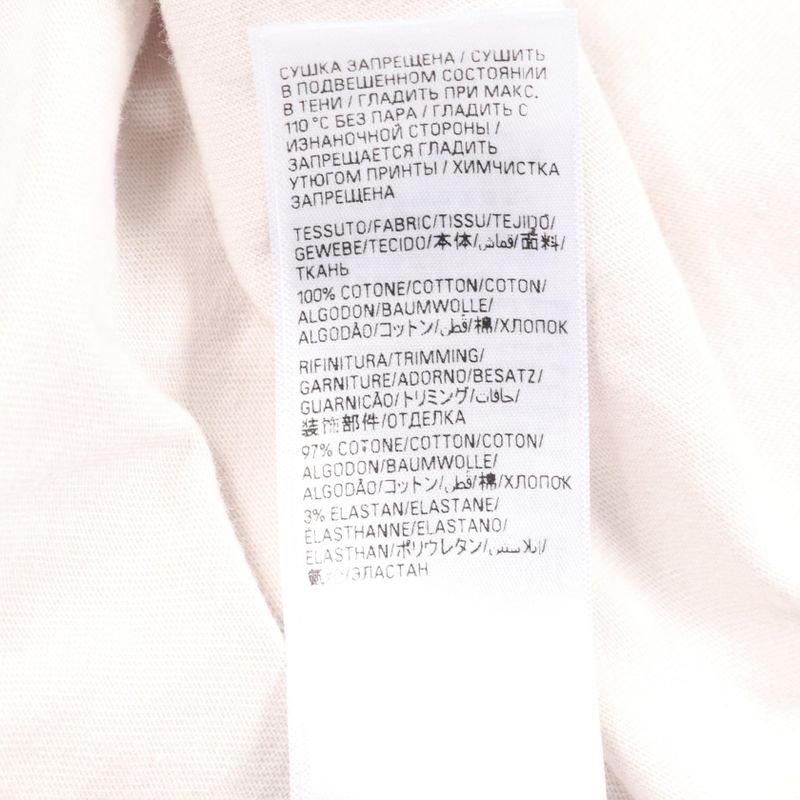 СУШКА ЗАПРЕЩЕНА / СУШИТЬ
В ПОДВЕШЕННОМ СОСТОЯНИИ
В ТЕНИ / ГЛАДИТЬ ПРИ МАКС.
110 °C БЕЗ ПАРА / ГЛАДИТЬ С
ИЗНАНОЧНОЙ СТОРОНЫ /
ЗАПРЕЩАЕТСЯ ГЛАДИТЬ
УТЮГОМ ПРИНТЫ / ХИМЧИСТКА
ЗАПРЕЩЕНА
TESSUTO/FABRIC/TISSU/TEJIDO/
GEWEBE/TECIDO/本体/قماش/面料/
ТКАНЬ
100% COTONE/COTTON/COTON/
ALGODON/BAUMWOLLE/
ALGODÃO/コットン/قطن/棉/ХЛОПОК
RIFINITURA/TRIMMING/
GARNITURE/ADORNO/BESATZ/
GUARNICÃO/トリミング/حافات/
装饰部件/ОТДЕЛКА
97% COTONE/COTTON/COTON/
ALGODON/BAUMWOLLE/
ALGODÃO/コットン/قطن/棉/ХЛОПОК
3% ELASTAN/ELASTANE/
ÉLASTHANNE/ELASTANO/
ELASTHAN/ポリウレタン/إيلاستين/
/ЭЛАСТАН